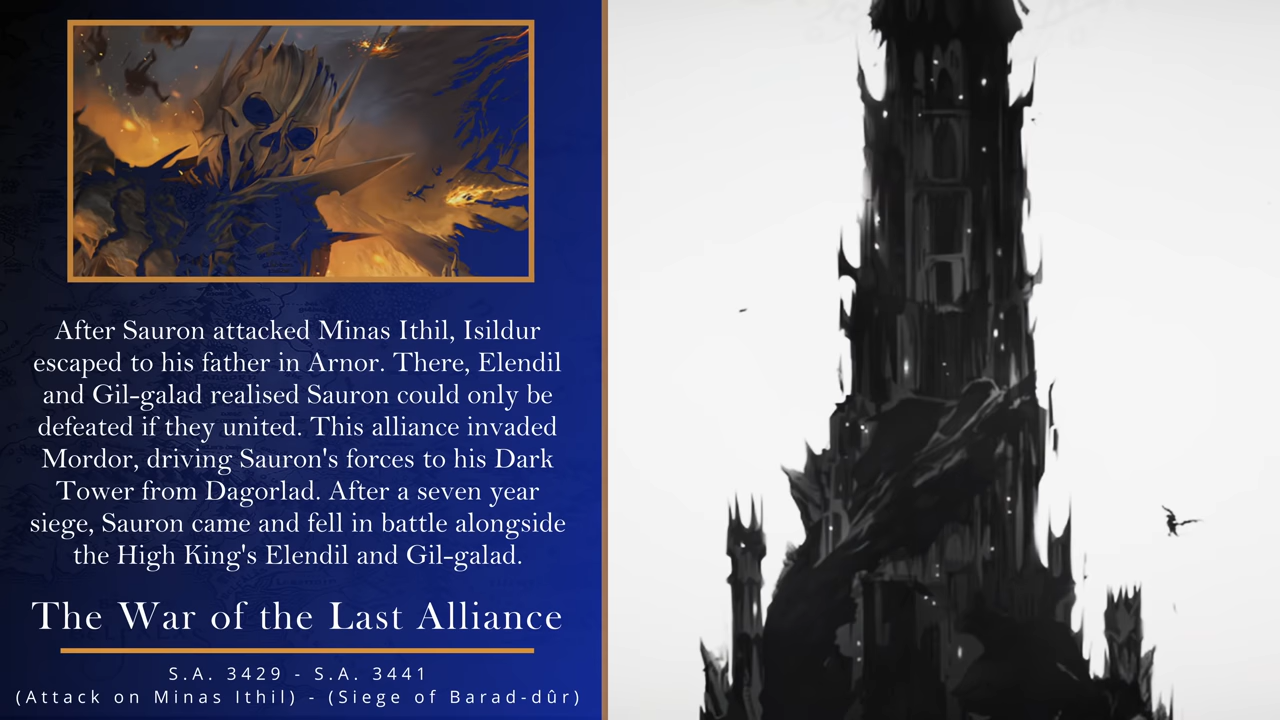 After Sauron attacked Minas Ithil, Isildur
escaped to his father in Arnor. There, Elendil
and Gil-galad realised Sauron could only be
defeated if they united. This alliance invaded
Mordor, driving Sauron's forces to his Dark
Tower from Dagorlad. After a seven year
siege, Sauron came and fell in battle alongside
the High King's Elendil and Gil-galad.
The War of the Last Alliance
S.A. 3429 - S.A. 3441
(Attack on Minas Ithil) - (Siege of Barad-dûr)